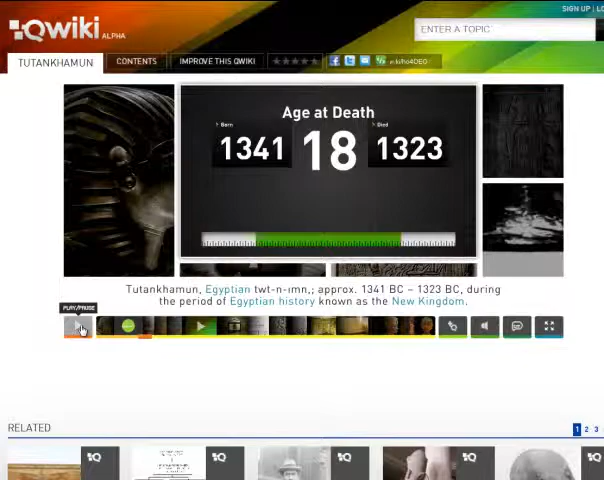 SIGN UP | LO
Qwiki ALPHA
ENTER A TOPIC
TUTANKHAMUN
CONTENTS
IMPROVE THIS QWIKI
Age at Death
Born
Died
1341 18 1323
Tutankhamun, Egyptian twt-n-ımn,; approx. 1341 BC – 1323 BC, during
the period of Egyptian history known as the New Kingdom.
PLAY/PAUSE
RELATED
1 2 3